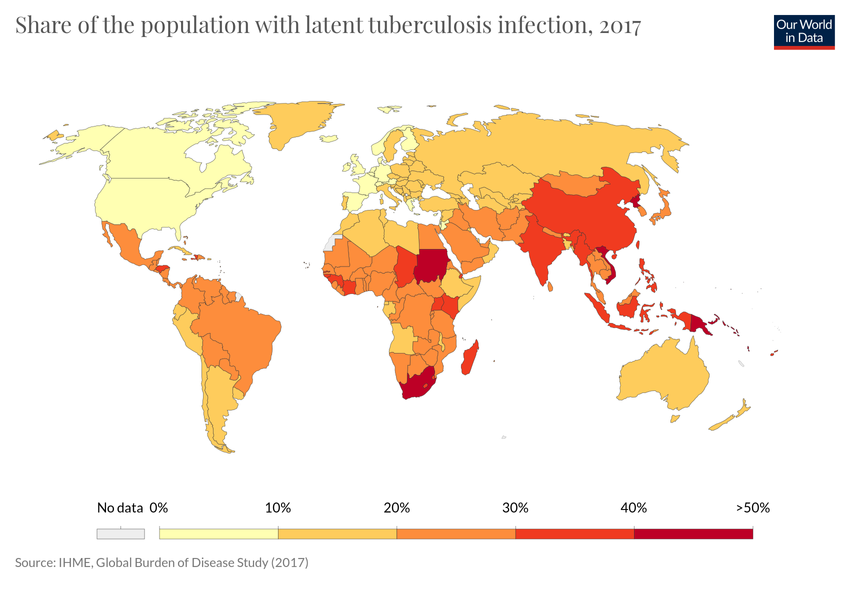 Share of the population with latent tuberculosis infection, 2017
Our World
in Data
No data 0% 10% 20% 30% 40% >50%
Source: IHME, Global Burden of Disease Study (2017)